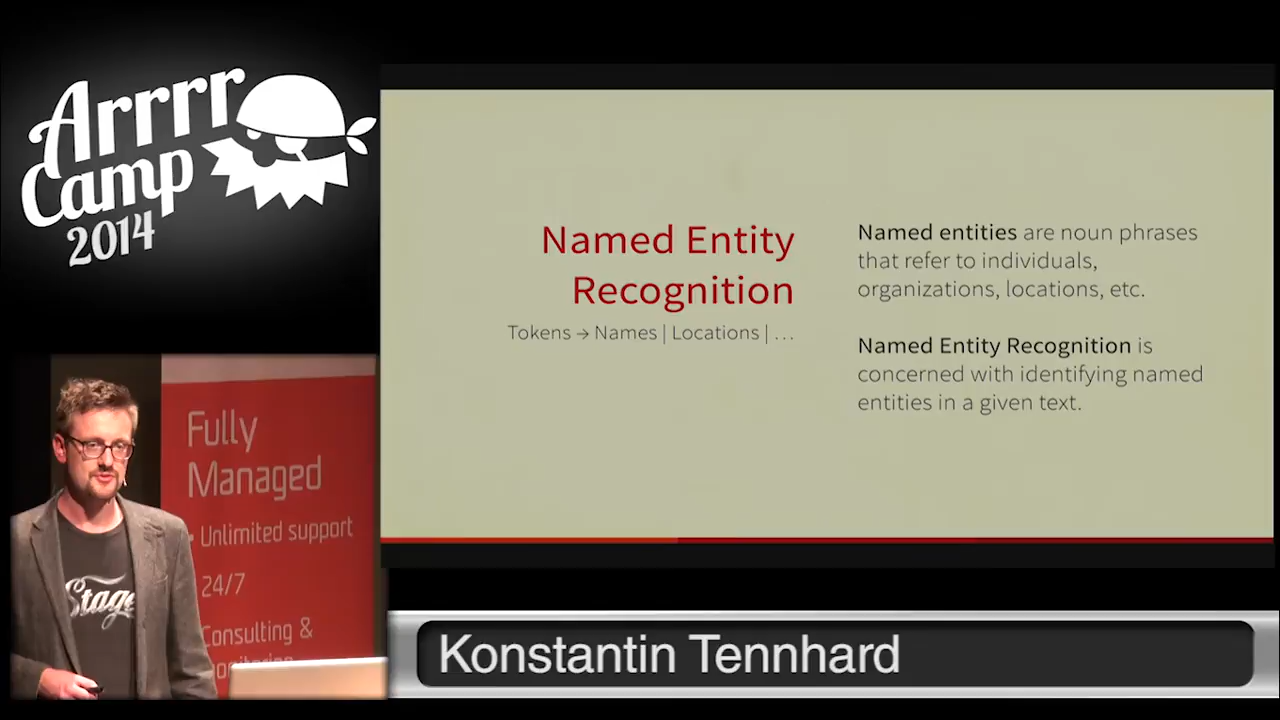 Arrrr
Camp
2014
Named Entity
Recognition
Tokens → Names | Locations | …
Named entities are noun phrases
that refer to individuals,
organizations, locations, etc.
Named Entity Recognition is
concerned with identifying named
entities in a given text.
Fully
Managed
- Unlimited support
24/7
Consulting &
Stage
Konstantin Tennhard